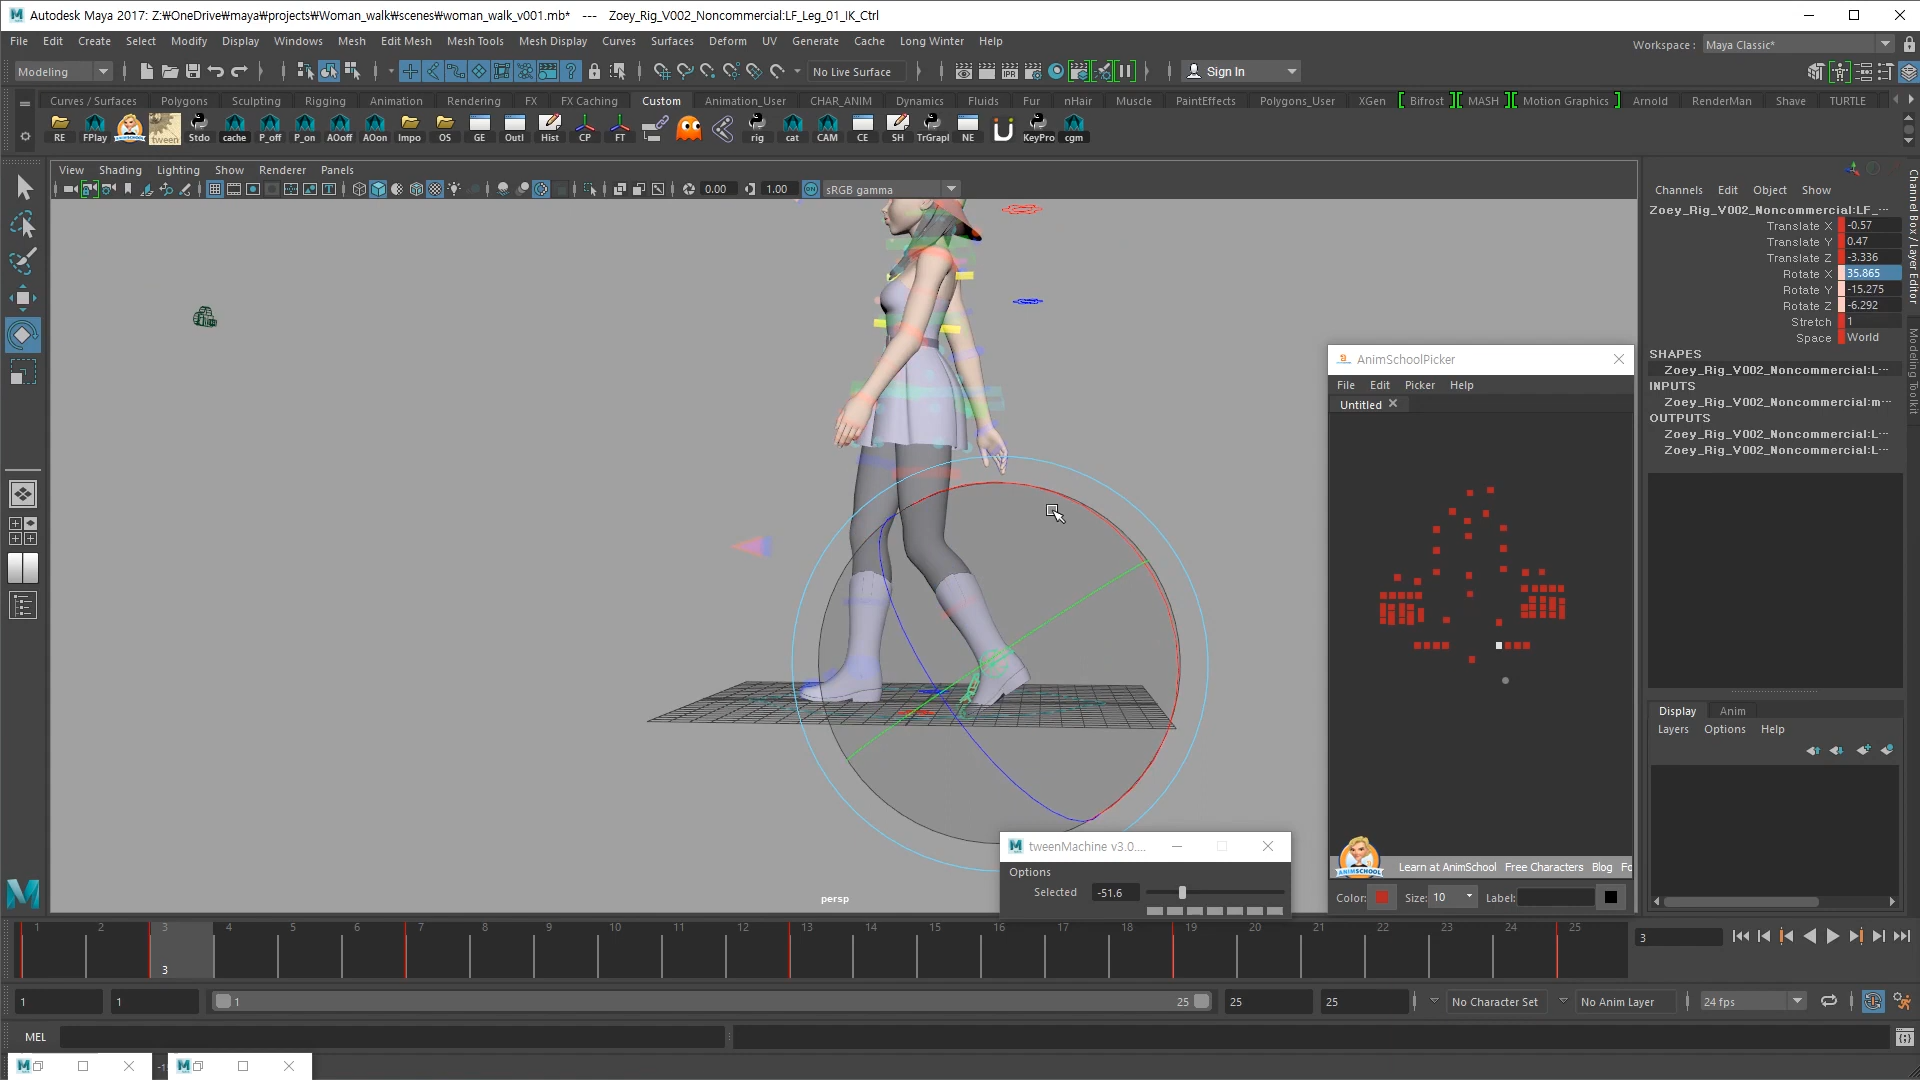 Autodesk Maya 2017: Z:₩OneDrive₩maya₩projects₩Woman_walk₩scenes₩woman_walk_v001.mb*   ---   Zoey_Rig_V002_Noncommercial:LF_Leg_01_IK_Ctrl
File Edit Create Select Modify Display Windows Mesh Edit Mesh Mesh Tools Mesh Display Curves Surfaces Deform UV Generate Cache Long Winter Help
Workspace : Maya Classic*
Modeling No Live Surface IPR Sign In
Curves / Surfaces Polygons Sculpting Rigging Animation Rendering FX FX Caching Custom Animation_User CHAR_ANIM Dynamics Fluids Fur nHair Muscle PaintEffects Polygons_User XGen Bifrost MASH Motion Graphics Arnold RenderMan Shave TURTLE
RE FPlay tween Stdo cache P_off P_on AOoff AOon Impo OS GE Outl Hist CP FT rig cat CAM CE SH TrGrapl NE KeyPro cgm
View Shading Lighting Show Renderer Panels
0.00 1.00 ON sRGB gamma
Channels Edit Object Show
Zoey_Rig_V002_Noncommercial:LF_···
Translate X -0.57
Translate Y 0.47
Translate Z -3.336
Rotate X 35.865
Rotate Y -15.275
Rotate Z -6.292
Stretch 1
Space World
SHAPES
Zoey_Rig_V002_Noncommercial:L···
INPUTS
Zoey_Rig_V002_Noncommercial:m···
OUTPUTS
Zoey_Rig_V002_Noncommercial:L···
Zoey_Rig_V002_Noncommercial:L···
Channel Box / Layer Editor
Modeling Toolkit
AnimSchoolPicker
File Edit Picker Help
Untitled
ANIMSCHOOL
Learn at AnimSchool Free Characters Blog Fo
Color: Size: 10 Label:
Display Anim
Layers Options Help
tweenMachine v3.0....
Options
Selected -51.6
persp
1 2 3 4 5 6 7 8 9 10 11 12 13 14 15 16 17 18 19 20 21 22 23 24 25
3
3
1 1 1 25 25 25 No Character Set No Anim Layer 24 fps
MEL